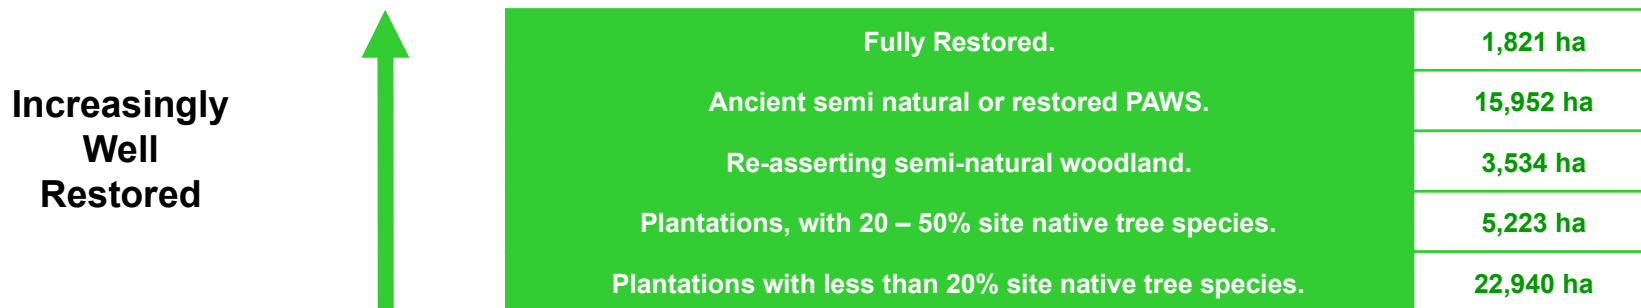 Increasingly
Well
Restored
Fully Restored. 1,821 ha
Ancient semi natural or restored PAWS. 15,952 ha
Re-asserting semi-natural woodland. 3,534 ha
Plantations, with 20 – 50% site native tree species. 5,223 ha
Plantations with less than 20% site native tree species. 22,940 ha